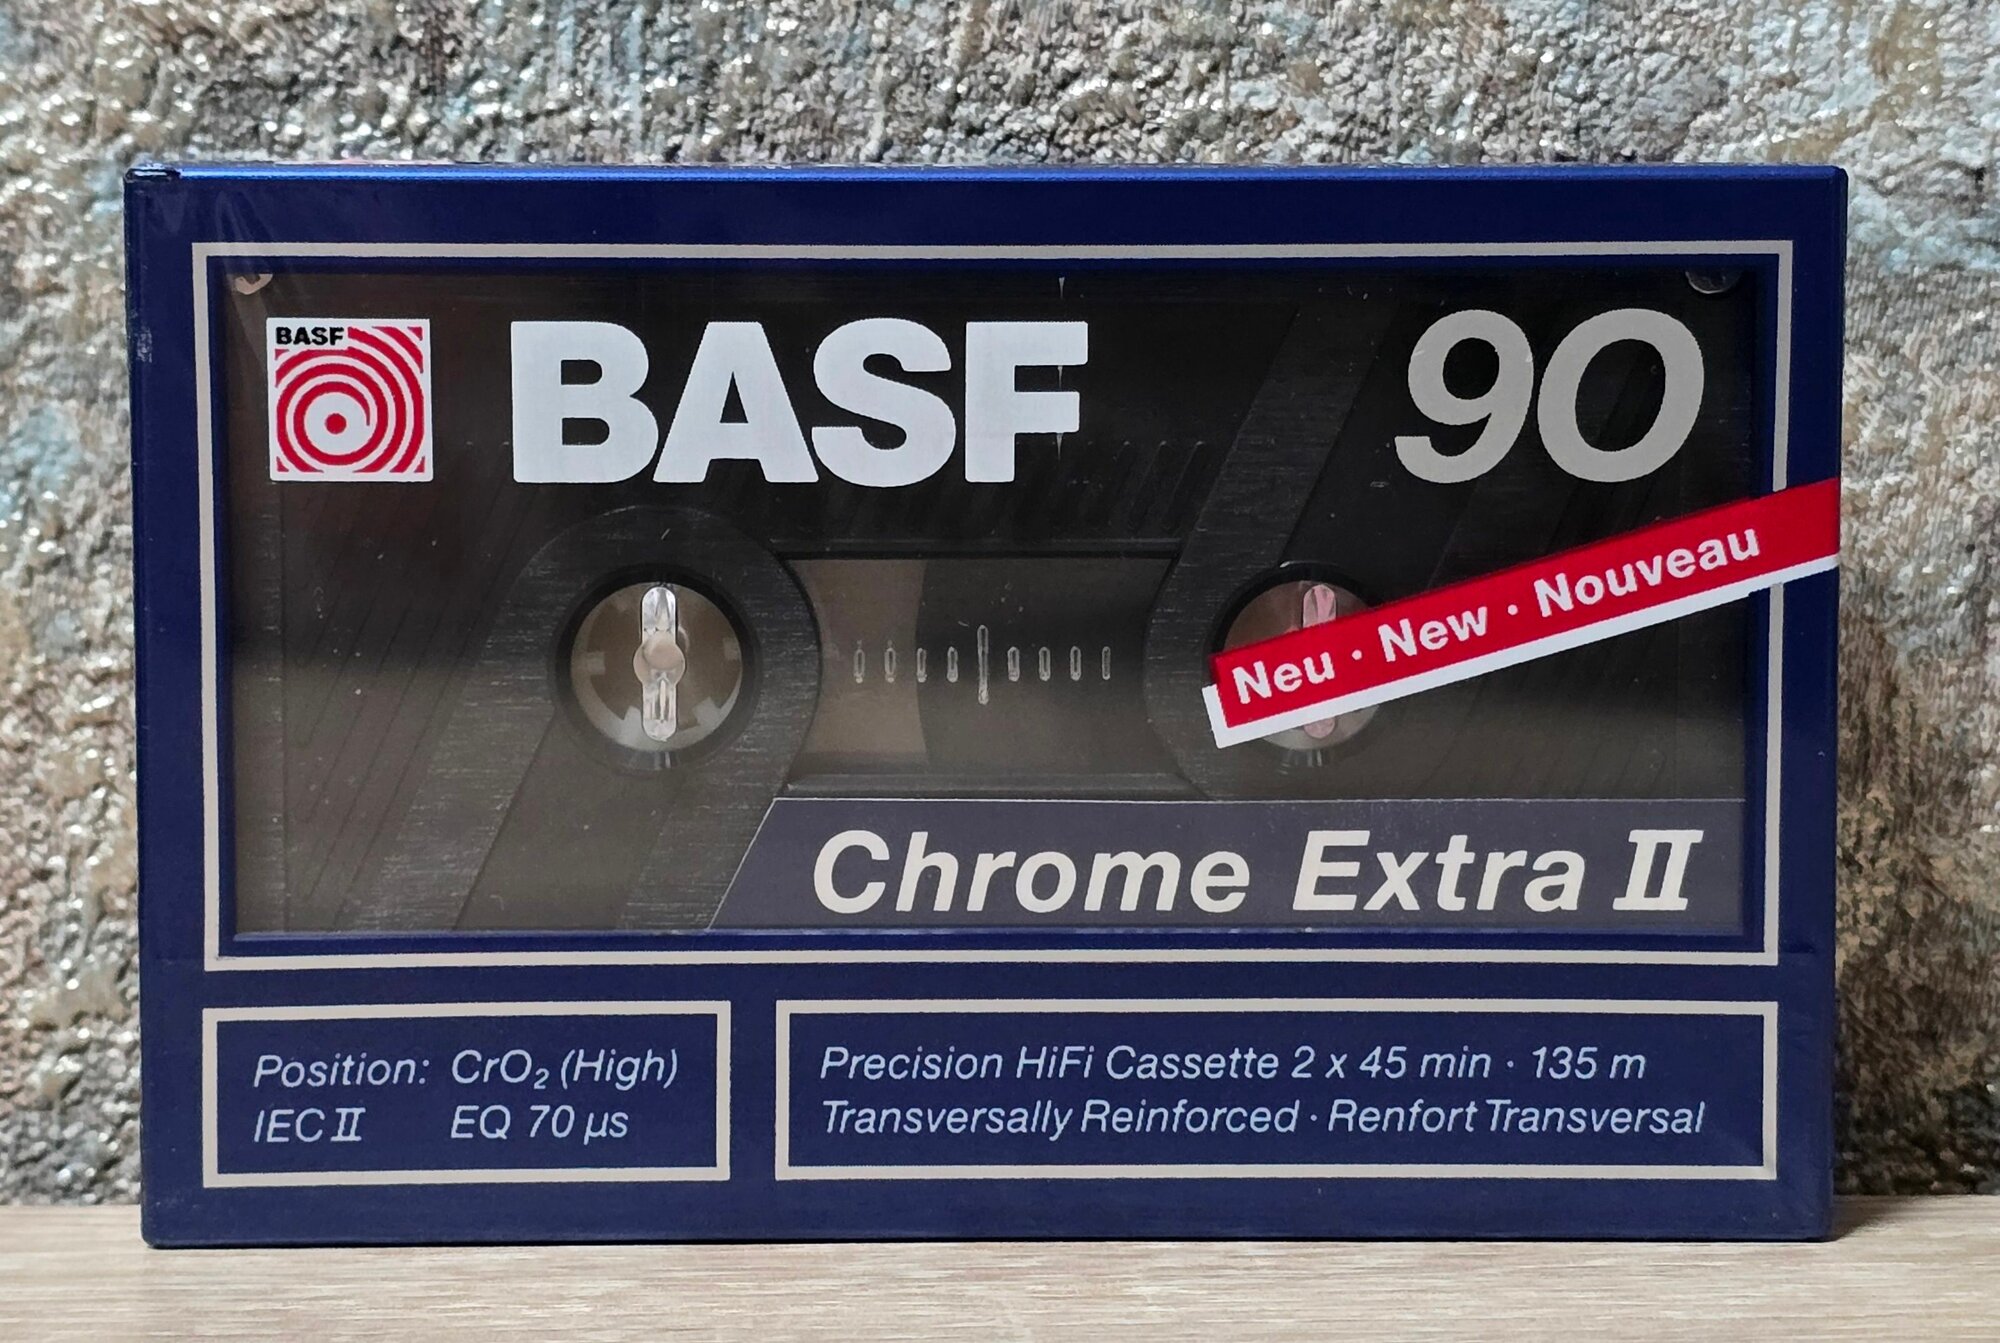 BASF
BASF
90
Neu · New · Nouveau
Chrome Extra II
Position: CrO₂ (High)
IEC II EQ 70 µs
Precision HiFi Cassette 2 x 45 min · 135 m
Transversally Reinforced · Renfort Transversal